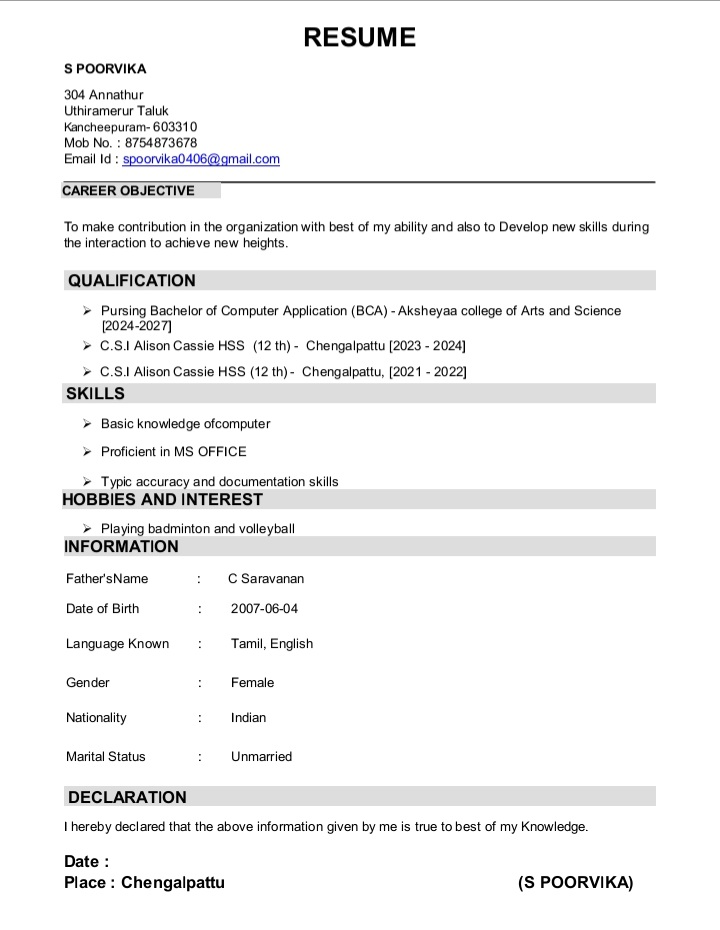 RESUME
S POORVIKA
304 Annathur
Uthiramerur Taluk
Kancheepuram- 603310
Mob No. : 8754873678
Email Id : spoorvika0406@gmail.com
CAREER OBJECTIVE
To make contribution in the organization with best of my ability and also to Develop new skills during
the interaction to achieve new heights.
QUALIFICATION
➢ Pursing Bachelor of Computer Application (BCA) - Aksheyaa college of Arts and Science
[2024-2027]
➢ C.S.I Alison Cassie HSS (12 th) - Chengalpattu [2023 - 2024]
➢ C.S.I Alison Cassie HSS (12 th) - Chengalpattu, [2021 - 2022]
SKILLS
➢ Basic knowledge ofcomputer
➢ Proficient in MS OFFICE
➢ Typic accuracy and documentation skills
HOBBIES AND INTEREST
➢ Playing badminton and volleyball
INFORMATION
Father'sName : C Saravanan
Date of Birth : 2007-06-04
Language Known : Tamil, English
Gender : Female
Nationality : Indian
Marital Status : Unmarried
DECLARATION
I hereby declared that the above information given by me is true to best of my Knowledge.
Date :
Place : Chengalpattu (S POORVIKA)